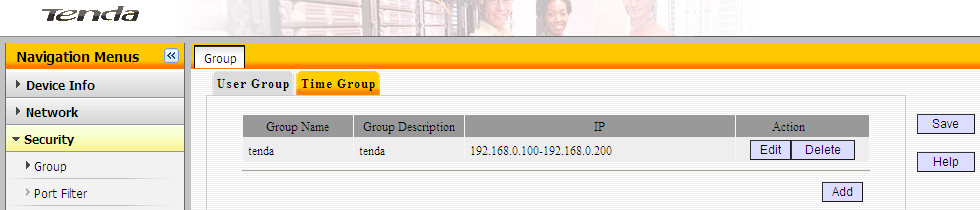 Tenda
Navigation Menus
Device Info
Network
Security
Group
Port Filter
Group
User Group Time Group
Group Name Group Description IP Action
tenda tenda 192.168.0.100-192.168.0.200 Edit Delete
Add
Save
Help